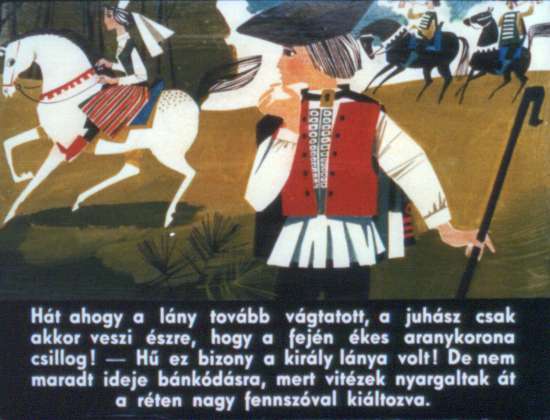 Hát ahogy a lány tovább vágtatott, a juhász csak
akkor veszi észre, hogy a fején ékes aranykorona
csillog! — Hű ez bizony a király lánya volt! De nem
maradt ideje bánkódásra, mert vitézek nyargaltak át
a réten nagy fennszóval kiáltozva.